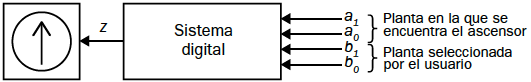 z
Sistema
digital
a1
a0
b1
b0
Planta en la que se
encuentra el ascensor
Planta seleccionada
por el usuario